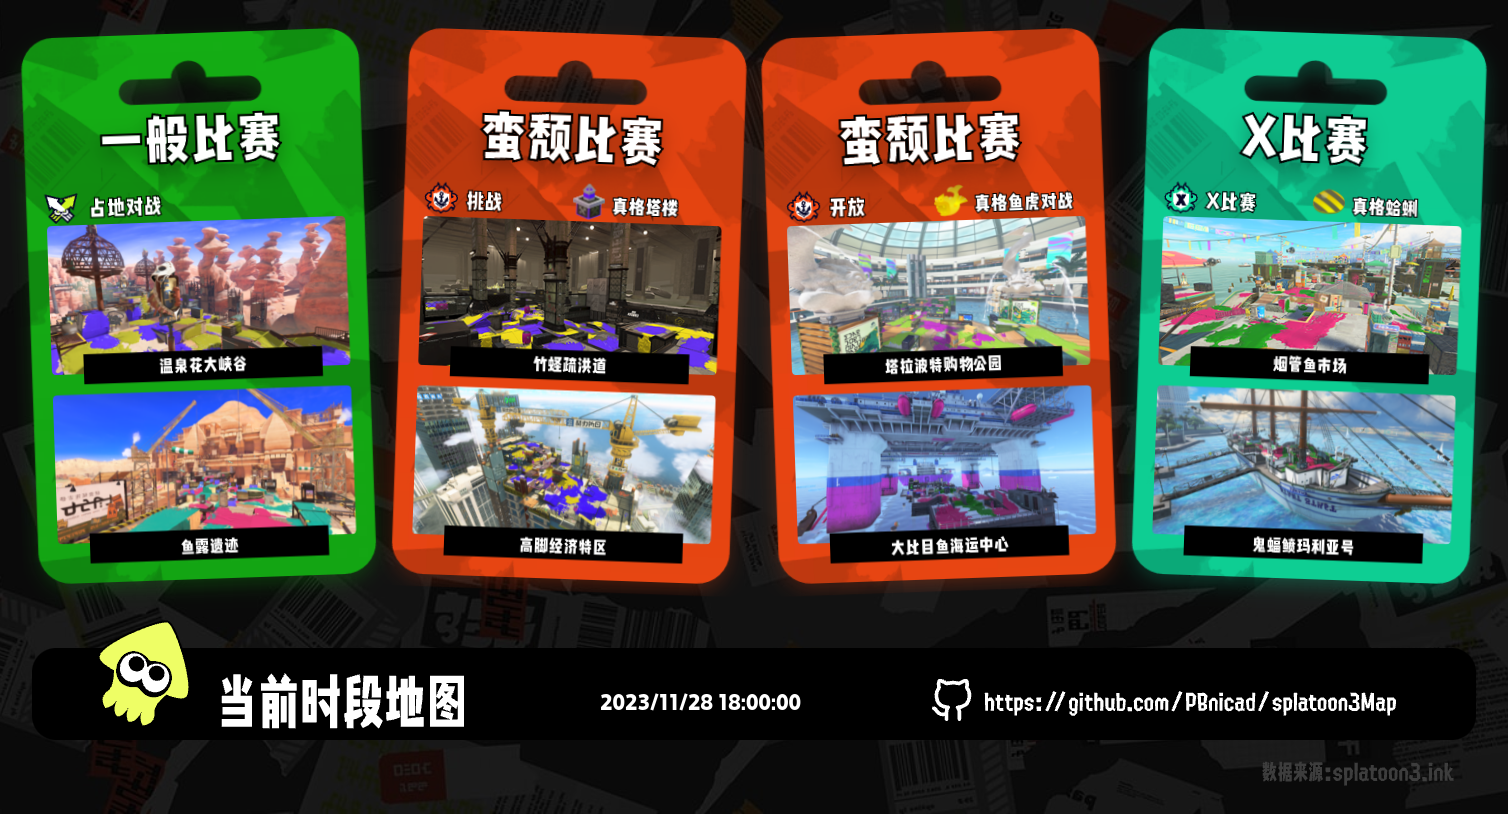 一般比赛
占地对战
温泉花大峡谷
鱼露遗迹
蛮颓比赛
挑战
真格塔楼
竹蛏疏洪道
高脚经济特区
蛮颓比赛
开放
真格鱼虎对战
塔拉波特购物公园
大比目鱼海运中心
X比赛
X比赛
真格蛤蜊
烟管鱼市场
鬼蝠鲼玛利亚号
当前时段地图
2023/11/28 18:00:00
https://github.com/PBnicad/splatoon3Map
数据来源:splatoon3.ink